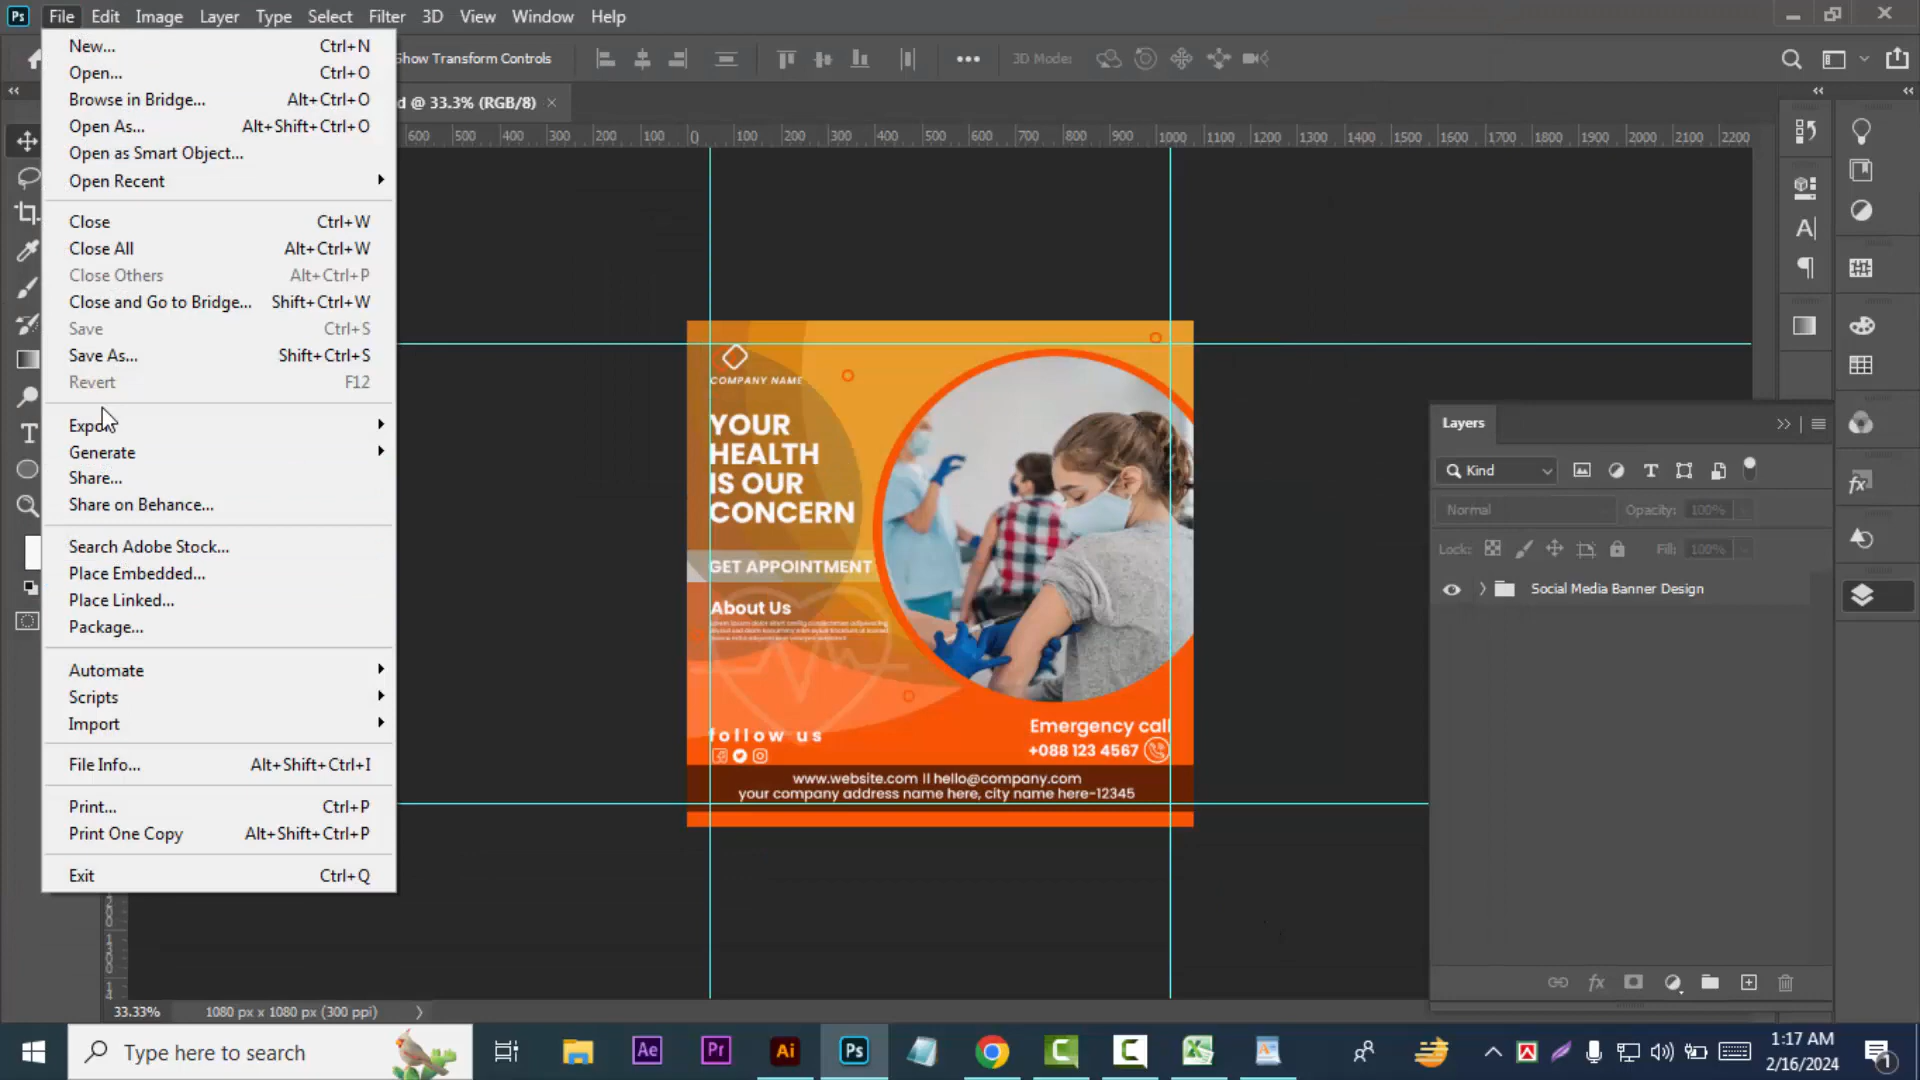 Ps File Edit Image Layer Type Select Filter 3D View Window Help
Show Transform Controls 3D Mode:
d @ 33.3% (RGB/8) ×
600 500 400 300 200 100 0 100 200 300 400 500 600 700 800 900 1000 1100 1200 1300 1400 1500 1600 1700 1800 1900 2000 2100 2200
New... Ctrl+N
Open... Ctrl+O
Browse in Bridge... Alt+Ctrl+O
Open As... Alt+Shift+Ctrl+O
Open as Smart Object...
Open Recent
Close Ctrl+W
Close All Alt+Ctrl+W
Close Others Alt+Ctrl+P
Close and Go to Bridge... Shift+Ctrl+W
Save Ctrl+S
Save As... Shift+Ctrl+S
Revert F12
Export
Generate
Share...
Share on Behance...
Search Adobe Stock...
Place Embedded...
Place Linked...
Package...
Automate
Scripts
Import
File Info... Alt+Shift+Ctrl+I
Print... Ctrl+P
Print One Copy Alt+Shift+Ctrl+P
Exit Ctrl+Q
COMPANY NAME
YOUR
HEALTH
IS OUR
CONCERN
GET APPOINTMENT
About Us
follow us
Emergency call
+088 123 4567
www.website.com || hello@company.com
your company address name here, city name here-12345
Layers
Kind
Normal Opacity: 100%
Lock: Fill: 100%
Social Media Banner Design
33.33% 1080 px x 1080 px (300 ppi)
Type here to search
Ae Pr Ai Ps
1:17 AM
2/16/2024
1